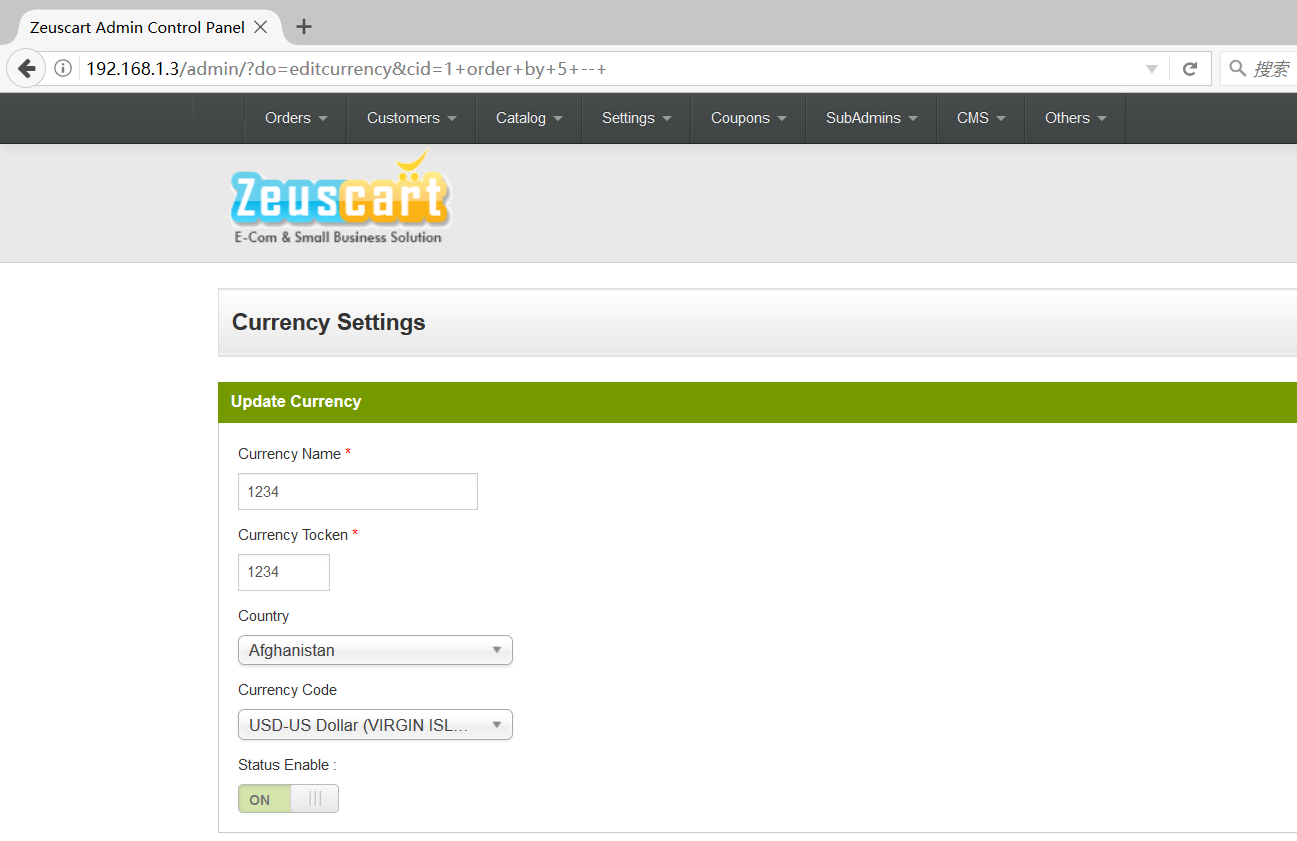 Zeuscart Admin Control Panel
192.168.1.3/admin/?do=editcurrency&cid=1+order+by+5+--+
搜索
Orders Customers Catalog Settings Coupons SubAdmins CMS Others
Zeuscart
E-Com & Small Business Solution
Currency Settings
Update Currency
Currency Name *
1234
Currency Tocken *
1234
Country
Afghanistan
Currency Code
USD-US Dollar (VIRGIN ISL...
Status Enable :
ON